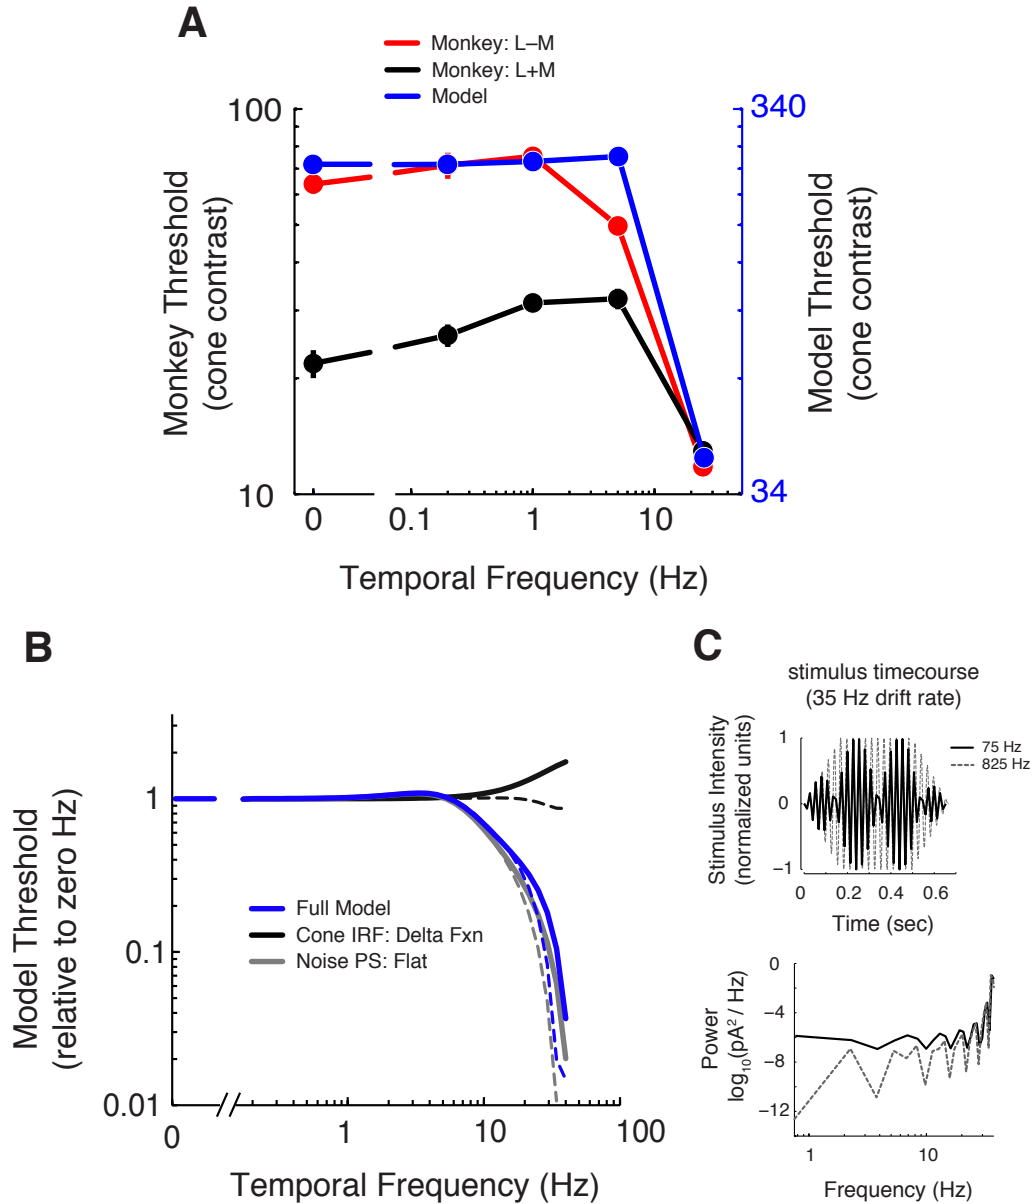 A
Monkey: L–M
Monkey: L+M
Model
100
10
340
34
Monkey Threshold
(cone contrast)
Model Threshold
(cone contrast)
0
0.1
1
10
Temporal Frequency (Hz)
B
1
0.1
0.01
Model Threshold
(relative to zero Hz)
Full Model
Cone IRF: Delta Fxn
Noise PS: Flat
0
1
10
100
Temporal Frequency (Hz)
C
stimulus timecourse
(35 Hz drift rate)
Stimulus Intensity
(normalized units)
1
0
−1
75 Hz
825 Hz
0
0.2
0.4
0.6
Time (sec)
Power
log₁₀(pA² / Hz)
0
−4
−8
−12
1
10
Frequency (Hz)